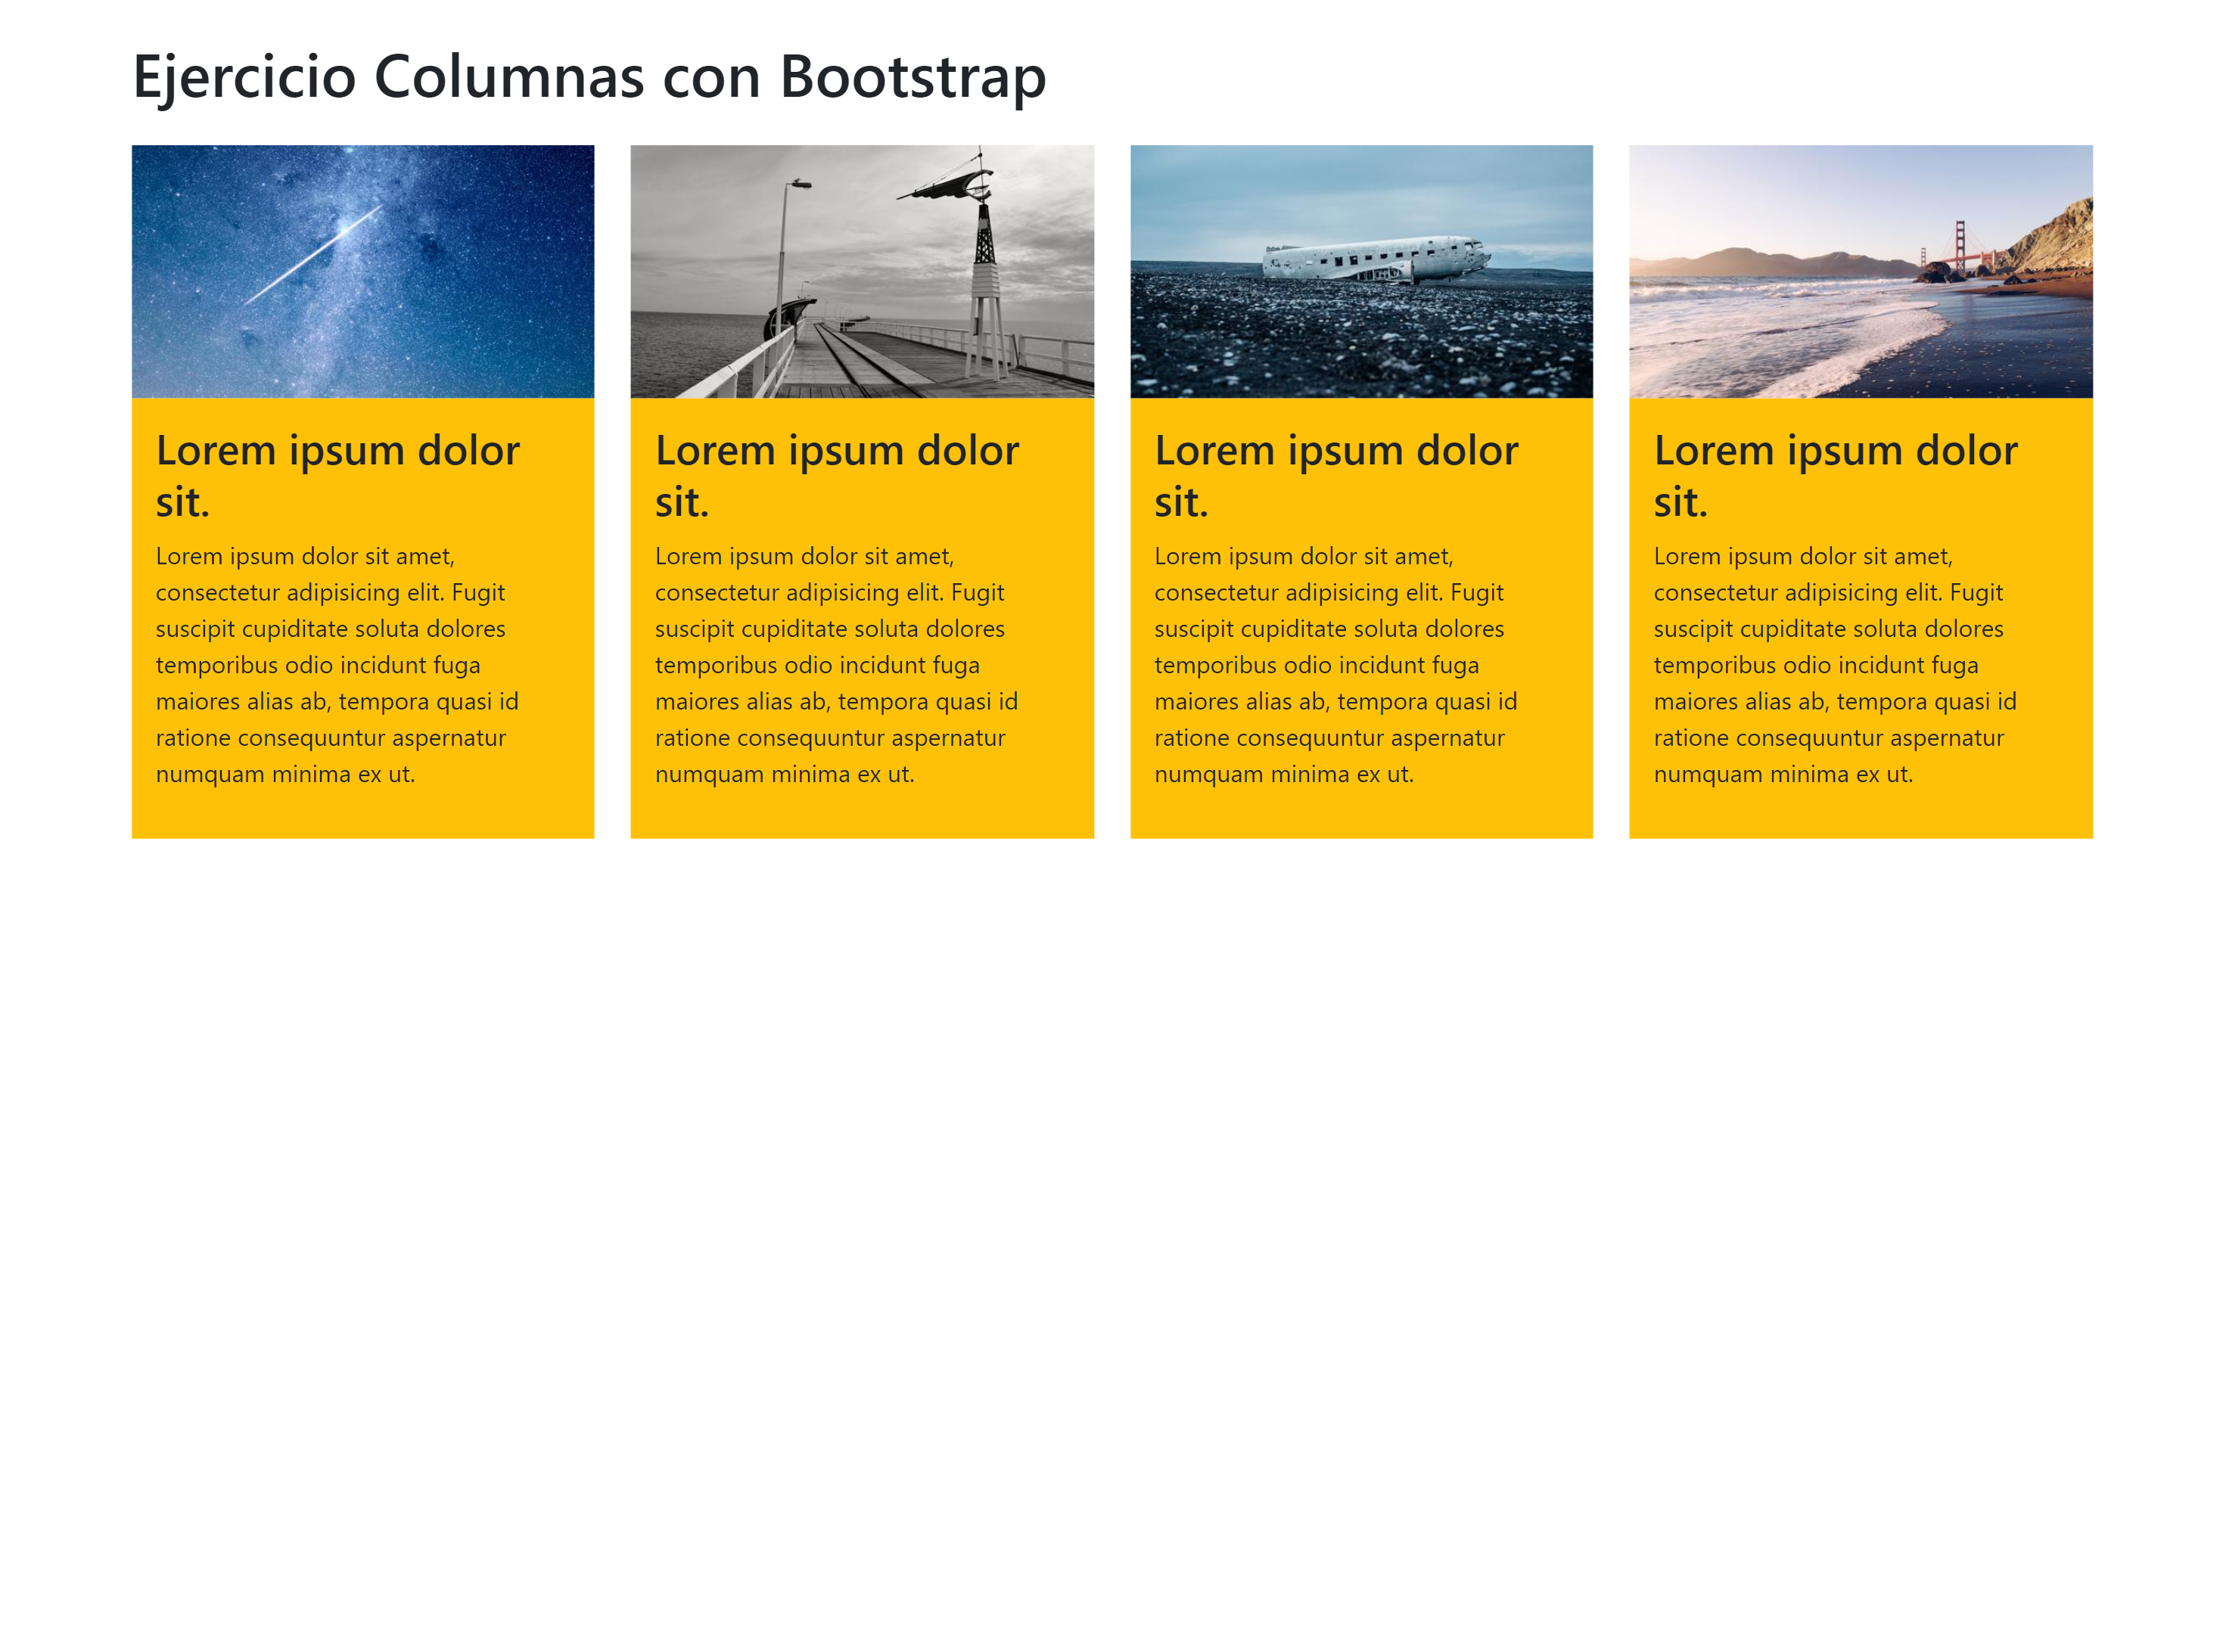 Ejercicio Columnas con Bootstrap
Lorem ipsum dolor
sit.
Lorem ipsum dolor sit amet,
consectetur adipisicing elit. Fugit
suscipit cupiditate soluta dolores
temporibus odio incidunt fuga
maiores alias ab, tempora quasi id
ratione consequuntur aspernatur
numquam minima ex ut.
Lorem ipsum dolor
sit.
Lorem ipsum dolor sit amet,
consectetur adipisicing elit. Fugit
suscipit cupiditate soluta dolores
temporibus odio incidunt fuga
maiores alias ab, tempora quasi id
ratione consequuntur aspernatur
numquam minima ex ut.
Lorem ipsum dolor
sit.
Lorem ipsum dolor sit amet,
consectetur adipisicing elit. Fugit
suscipit cupiditate soluta dolores
temporibus odio incidunt fuga
maiores alias ab, tempora quasi id
ratione consequuntur aspernatur
numquam minima ex ut.
Lorem ipsum dolor
sit.
Lorem ipsum dolor sit amet,
consectetur adipisicing elit. Fugit
suscipit cupiditate soluta dolores
temporibus odio incidunt fuga
maiores alias ab, tempora quasi id
ratione consequuntur aspernatur
numquam minima ex ut.